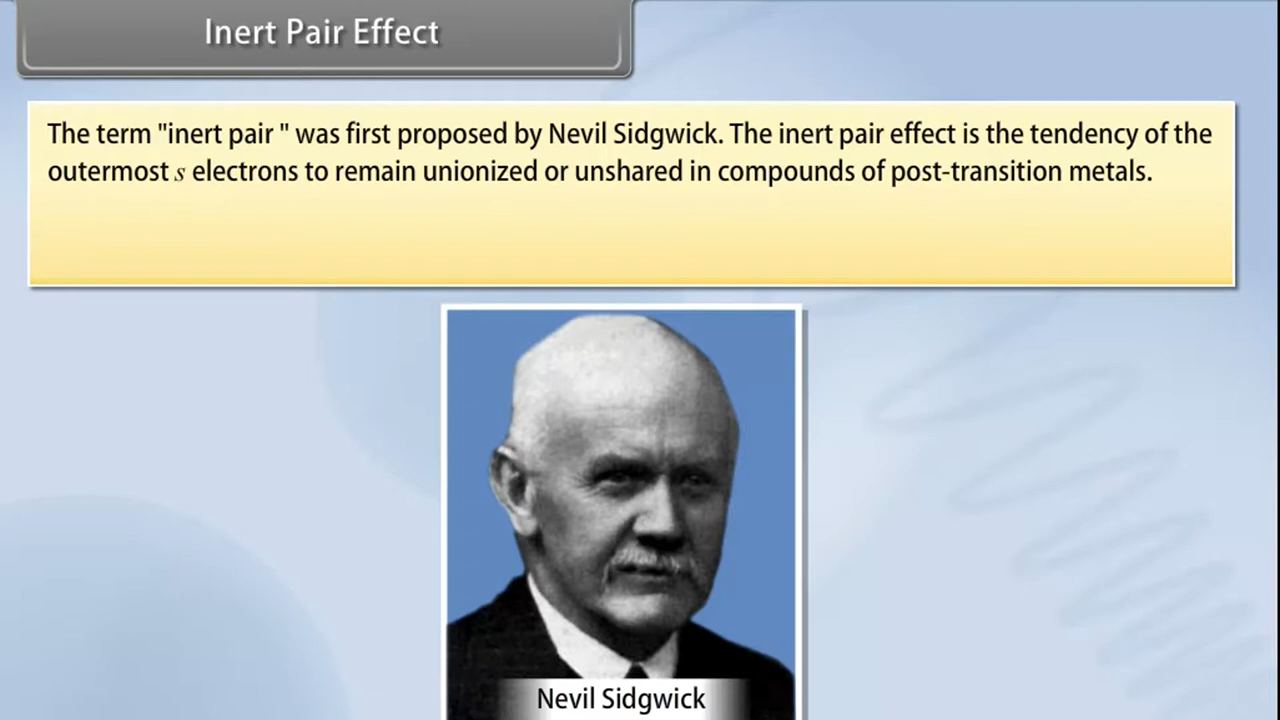 Inert Pair Effect
The term "inert pair " was first proposed by Nevil Sidgwick. The inert pair effect is the tendency of the
outermost s electrons to remain unionized or unshared in compounds of post-transition metals.
Nevil Sidgwick